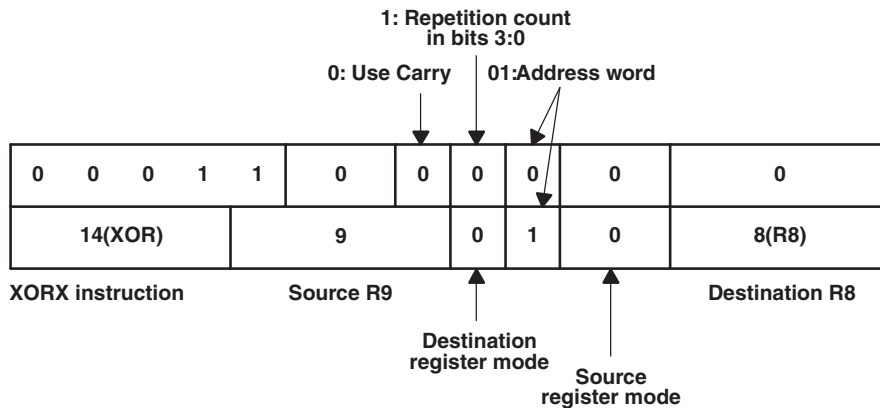 1: Repetition count
in bits 3:0
0: Use Carry 01:Address word
0 0 0 1 1 0 0 0 0 0 0
14(XOR) 9 0 1 0 8(R8)
XORX instruction Source R9 Destination R8
Destination
register mode
Source
register mode